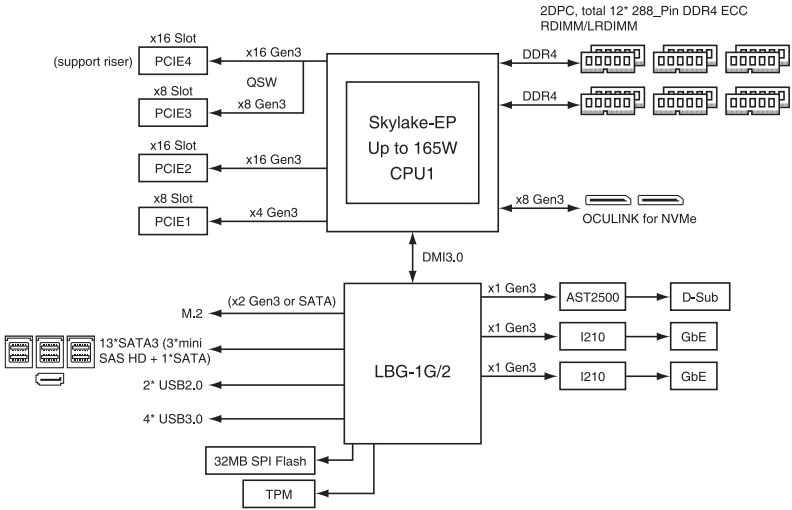 2DPC, total 12* 288_Pin DDR4 ECC
RDIMM/LRDIMM
x16 Slot
(support riser)
PCIE4
x16 Gen3
QSW
x8 Slot
PCIE3
x8 Gen3
x16 Slot
PCIE2
x16 Gen3
x8 Slot
PCIE1
x4 Gen3
Skylake-EP
Up to 165W
CPU1
DDR4
DDR4
x8 Gen3
OCULINK for NVMe
DMI3.0
M.2
(x2 Gen3 or SATA)
13*SATA3 (3*mini
SAS HD + 1*SATA)
2* USB2.0
4* USB3.0
LBG-1G/2
x1 Gen3
AST2500
D-Sub
x1 Gen3
I210
GbE
x1 Gen3
I210
GbE
32MB SPI Flash
TPM